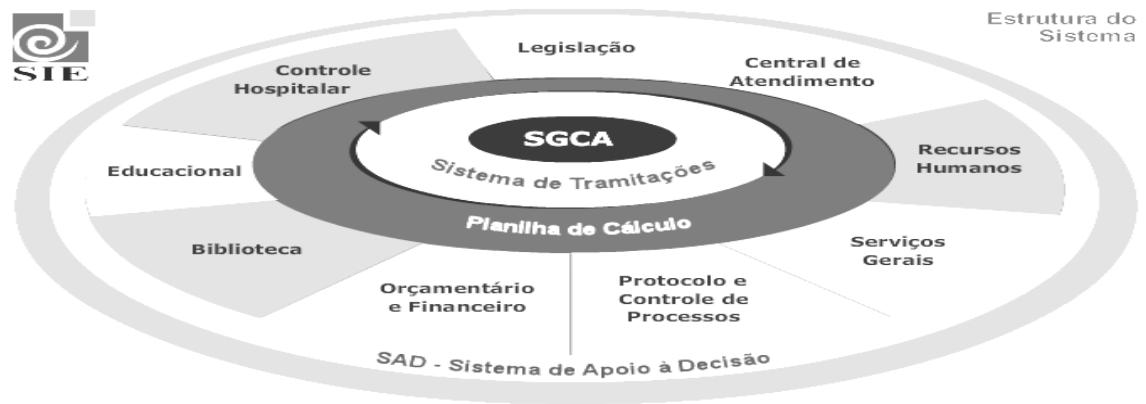 SIE
Estrutura do
Sistema
Legislação
Central de
Atendimento
Controle
Hospitalar
SGCA
Recursos
Humanos
Educacional
Sistema de Tramitações
Planilha de Cálculo
Biblioteca
Serviços
Gerais
Orçamentário
e Financeiro
Protocolo e
Controle de
Processos
SAD - Sistema de Apoio à Decisão